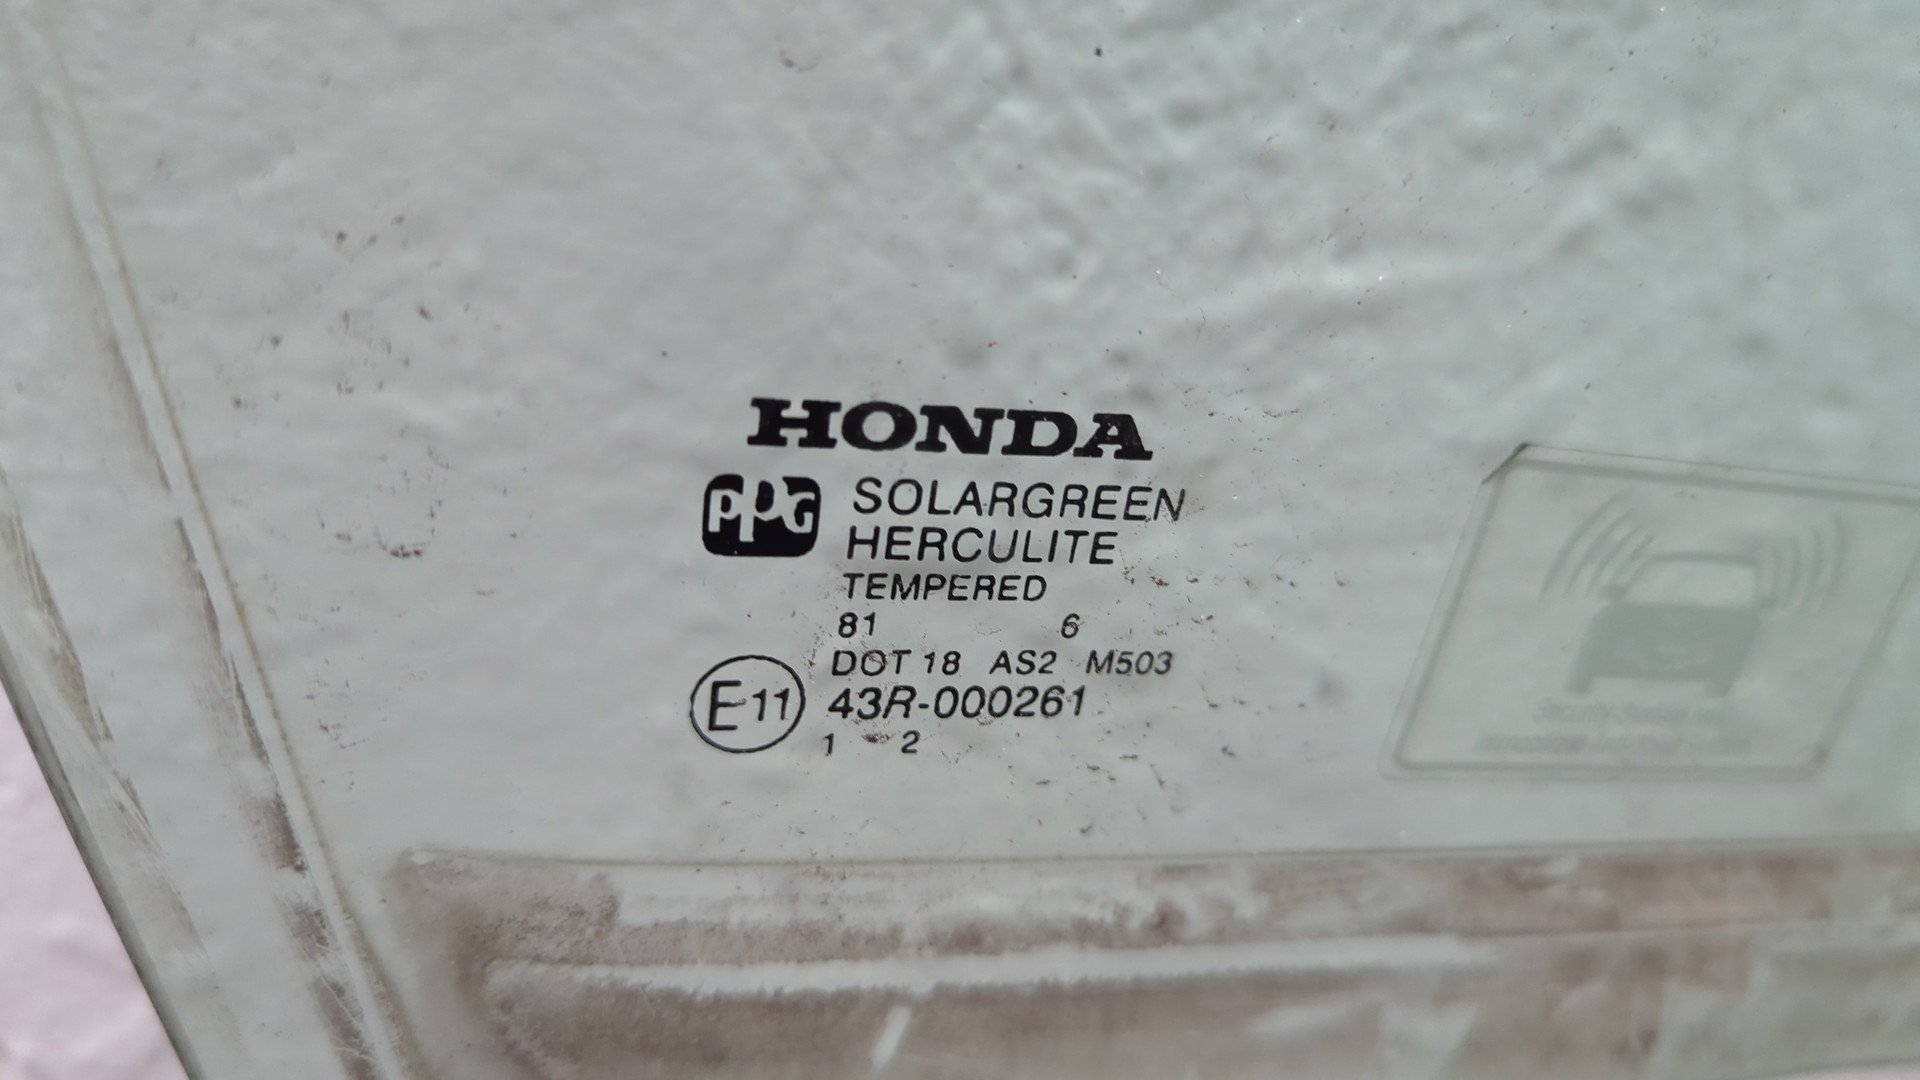 HONDA
PPG SOLARGREEN
HERCULITE
TEMPERED
81 6
DOT 18 AS2 M503
E11 43R-000261
1 2